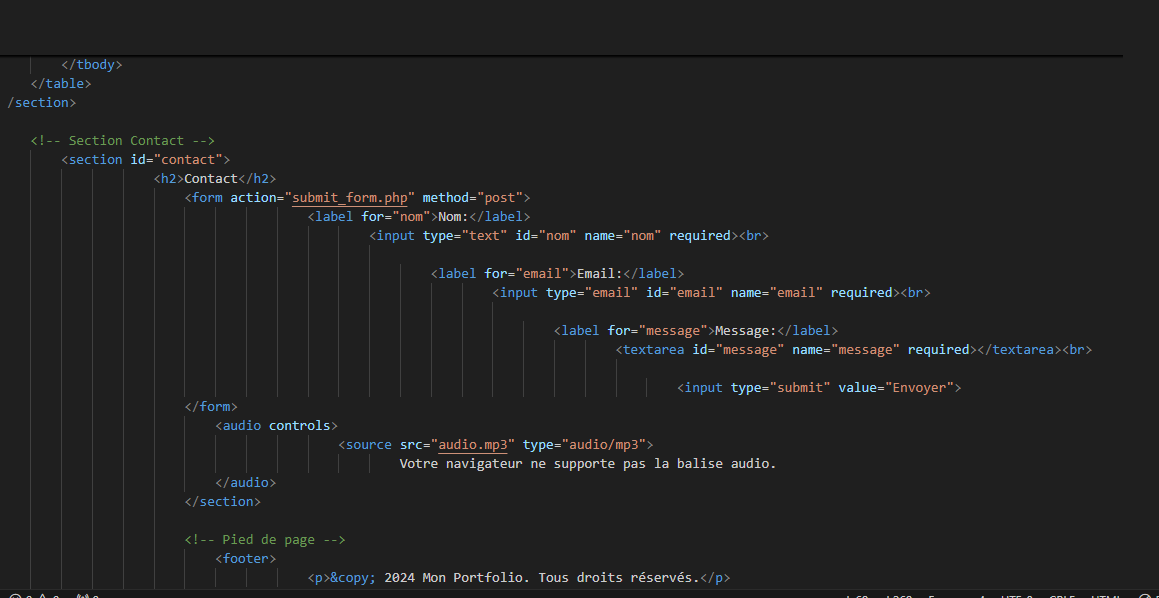 </tbody>
</table>
/section>
<!-- Section Contact -->
<section id="contact">
<h2>Contact</h2>
<form action="submit_form.php" method="post">
<label for="nom">Nom:</label>
<input type="text" id="nom" name="nom" required><br>
<label for="email">Email:</label>
<input type="email" id="email" name="email" required><br>
<label for="message">Message:</label>
<textarea id="message" name="message" required></textarea><br>
<input type="submit" value="Envoyer">
</form>
<audio controls>
<source src="audio.mp3" type="audio/mp3">
Votre navigateur ne supporte pas la balise audio.
</audio>
</section>
<!-- Pied de page -->
<footer>
<p>&copy; 2024 Mon Portfolio. Tous droits réservés.</p>